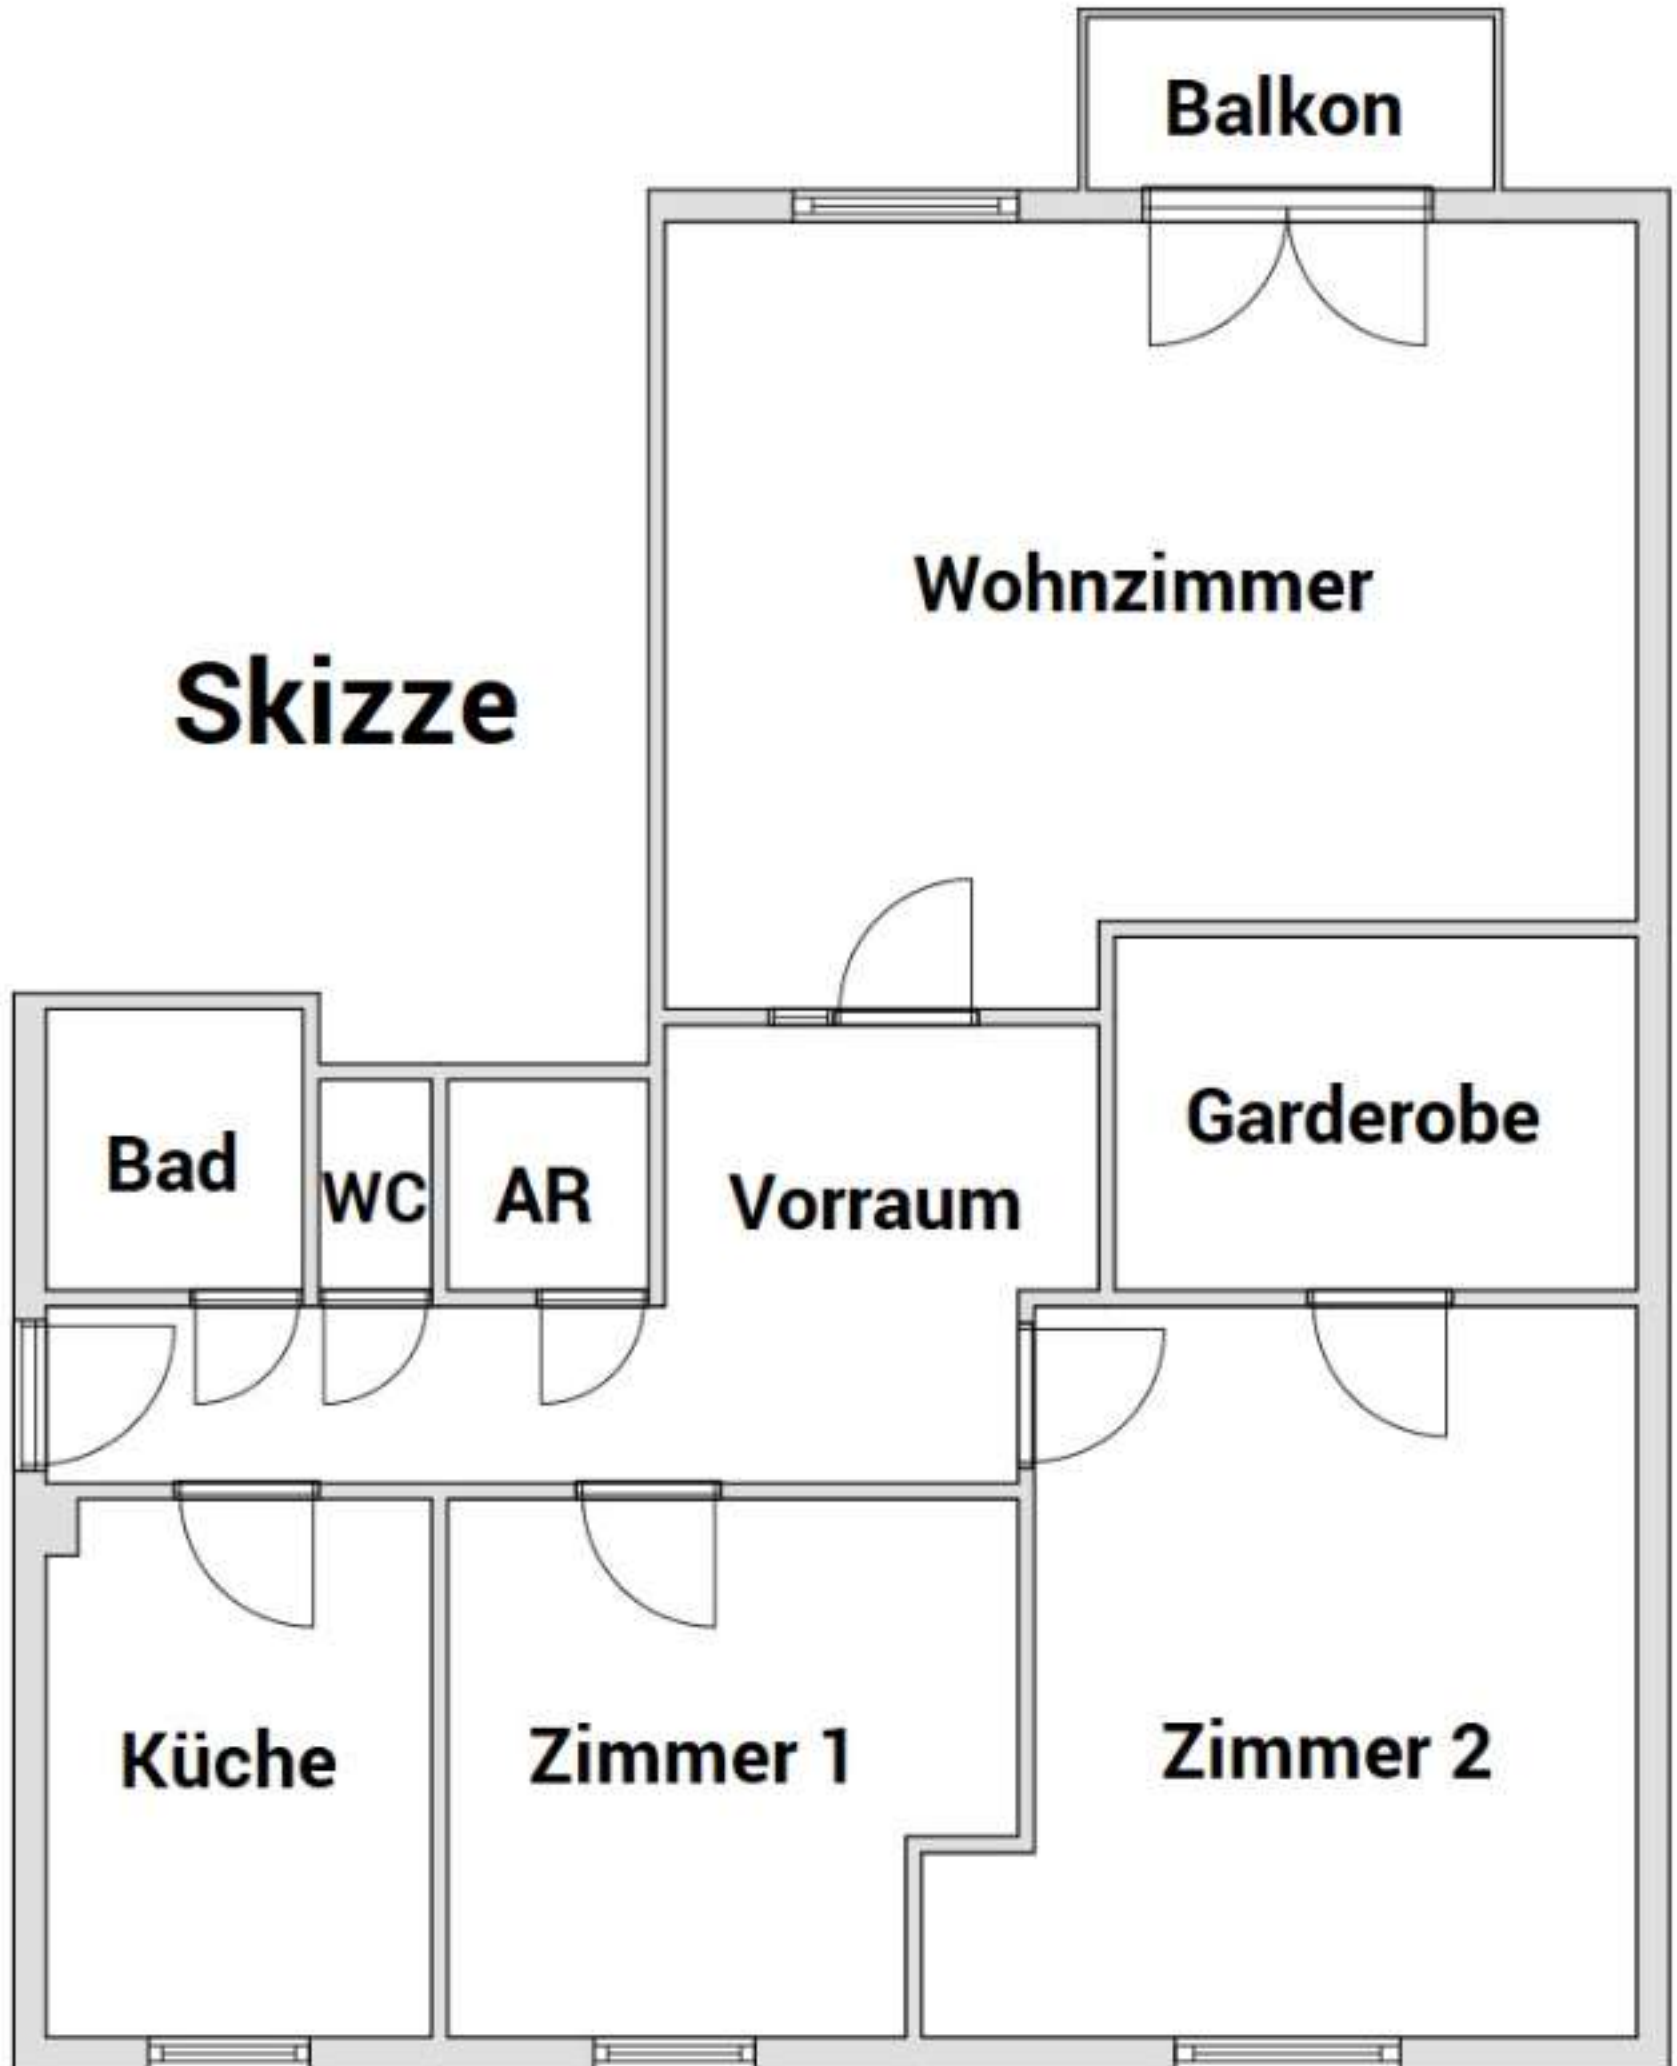 Balkon
Wohnzimmer
Skizze
Bad
WC
AR
Vorraum
Garderobe
Küche
Zimmer 1
Zimmer 2